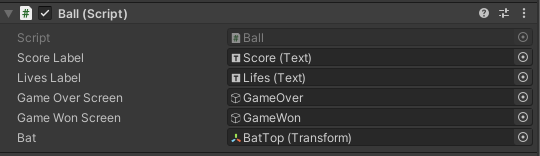 Ball (Script)
Script Ball
Score Label Score (Text)
Lives Label Lifes (Text)
Game Over Screen GameOver
Game Won Screen GameWon
Bat BatTop (Transform)